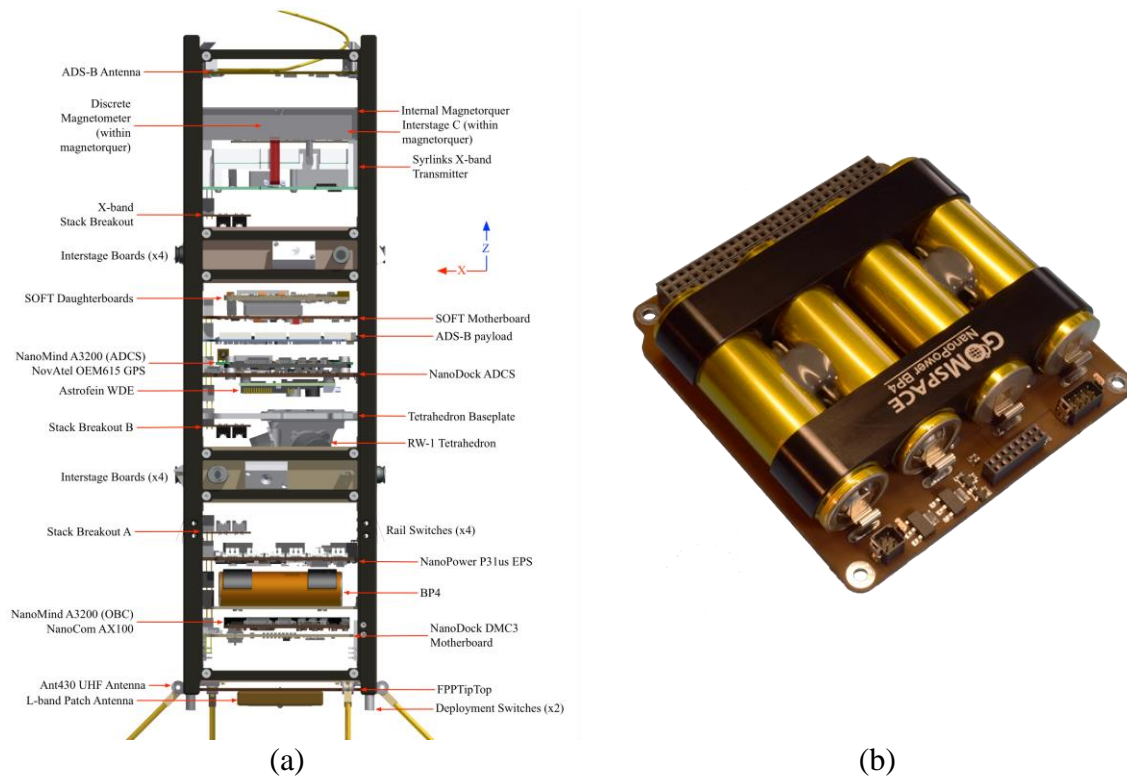 ADS-B Antenna
Discrete
Magnetometer
(within
magnetorquer)
X-band
Stack Breakout
Interstage Boards (x4)
SOFT Daughterboards
NanoMind A3200 (ADCS)
NovAtel OEM615 GPS
Astrofein WDE
Stack Breakout B
Interstage Boards (x4)
Stack Breakout A
NanoMind A3200 (OBC)
NanoCom AX100
Ant430 UHF Antenna
L-band Patch Antenna
Internal Magnetorquer
Interstage C (within
magnetorquer)
Syrlinks X-band
Transmitter
Z
X
SOFT Motherboard
ADS-B payload
NanoDock ADCS
Tetrahedron Baseplate
RW-1 Tetrahedron
Rail Switches (x4)
NanoPower P31us EPS
BP4
NanoDock DMC3
Motherboard
FPPTipTop
Deployment Switches (x2)
(a)
GOMSPACE
NanoPower BP4
(b)